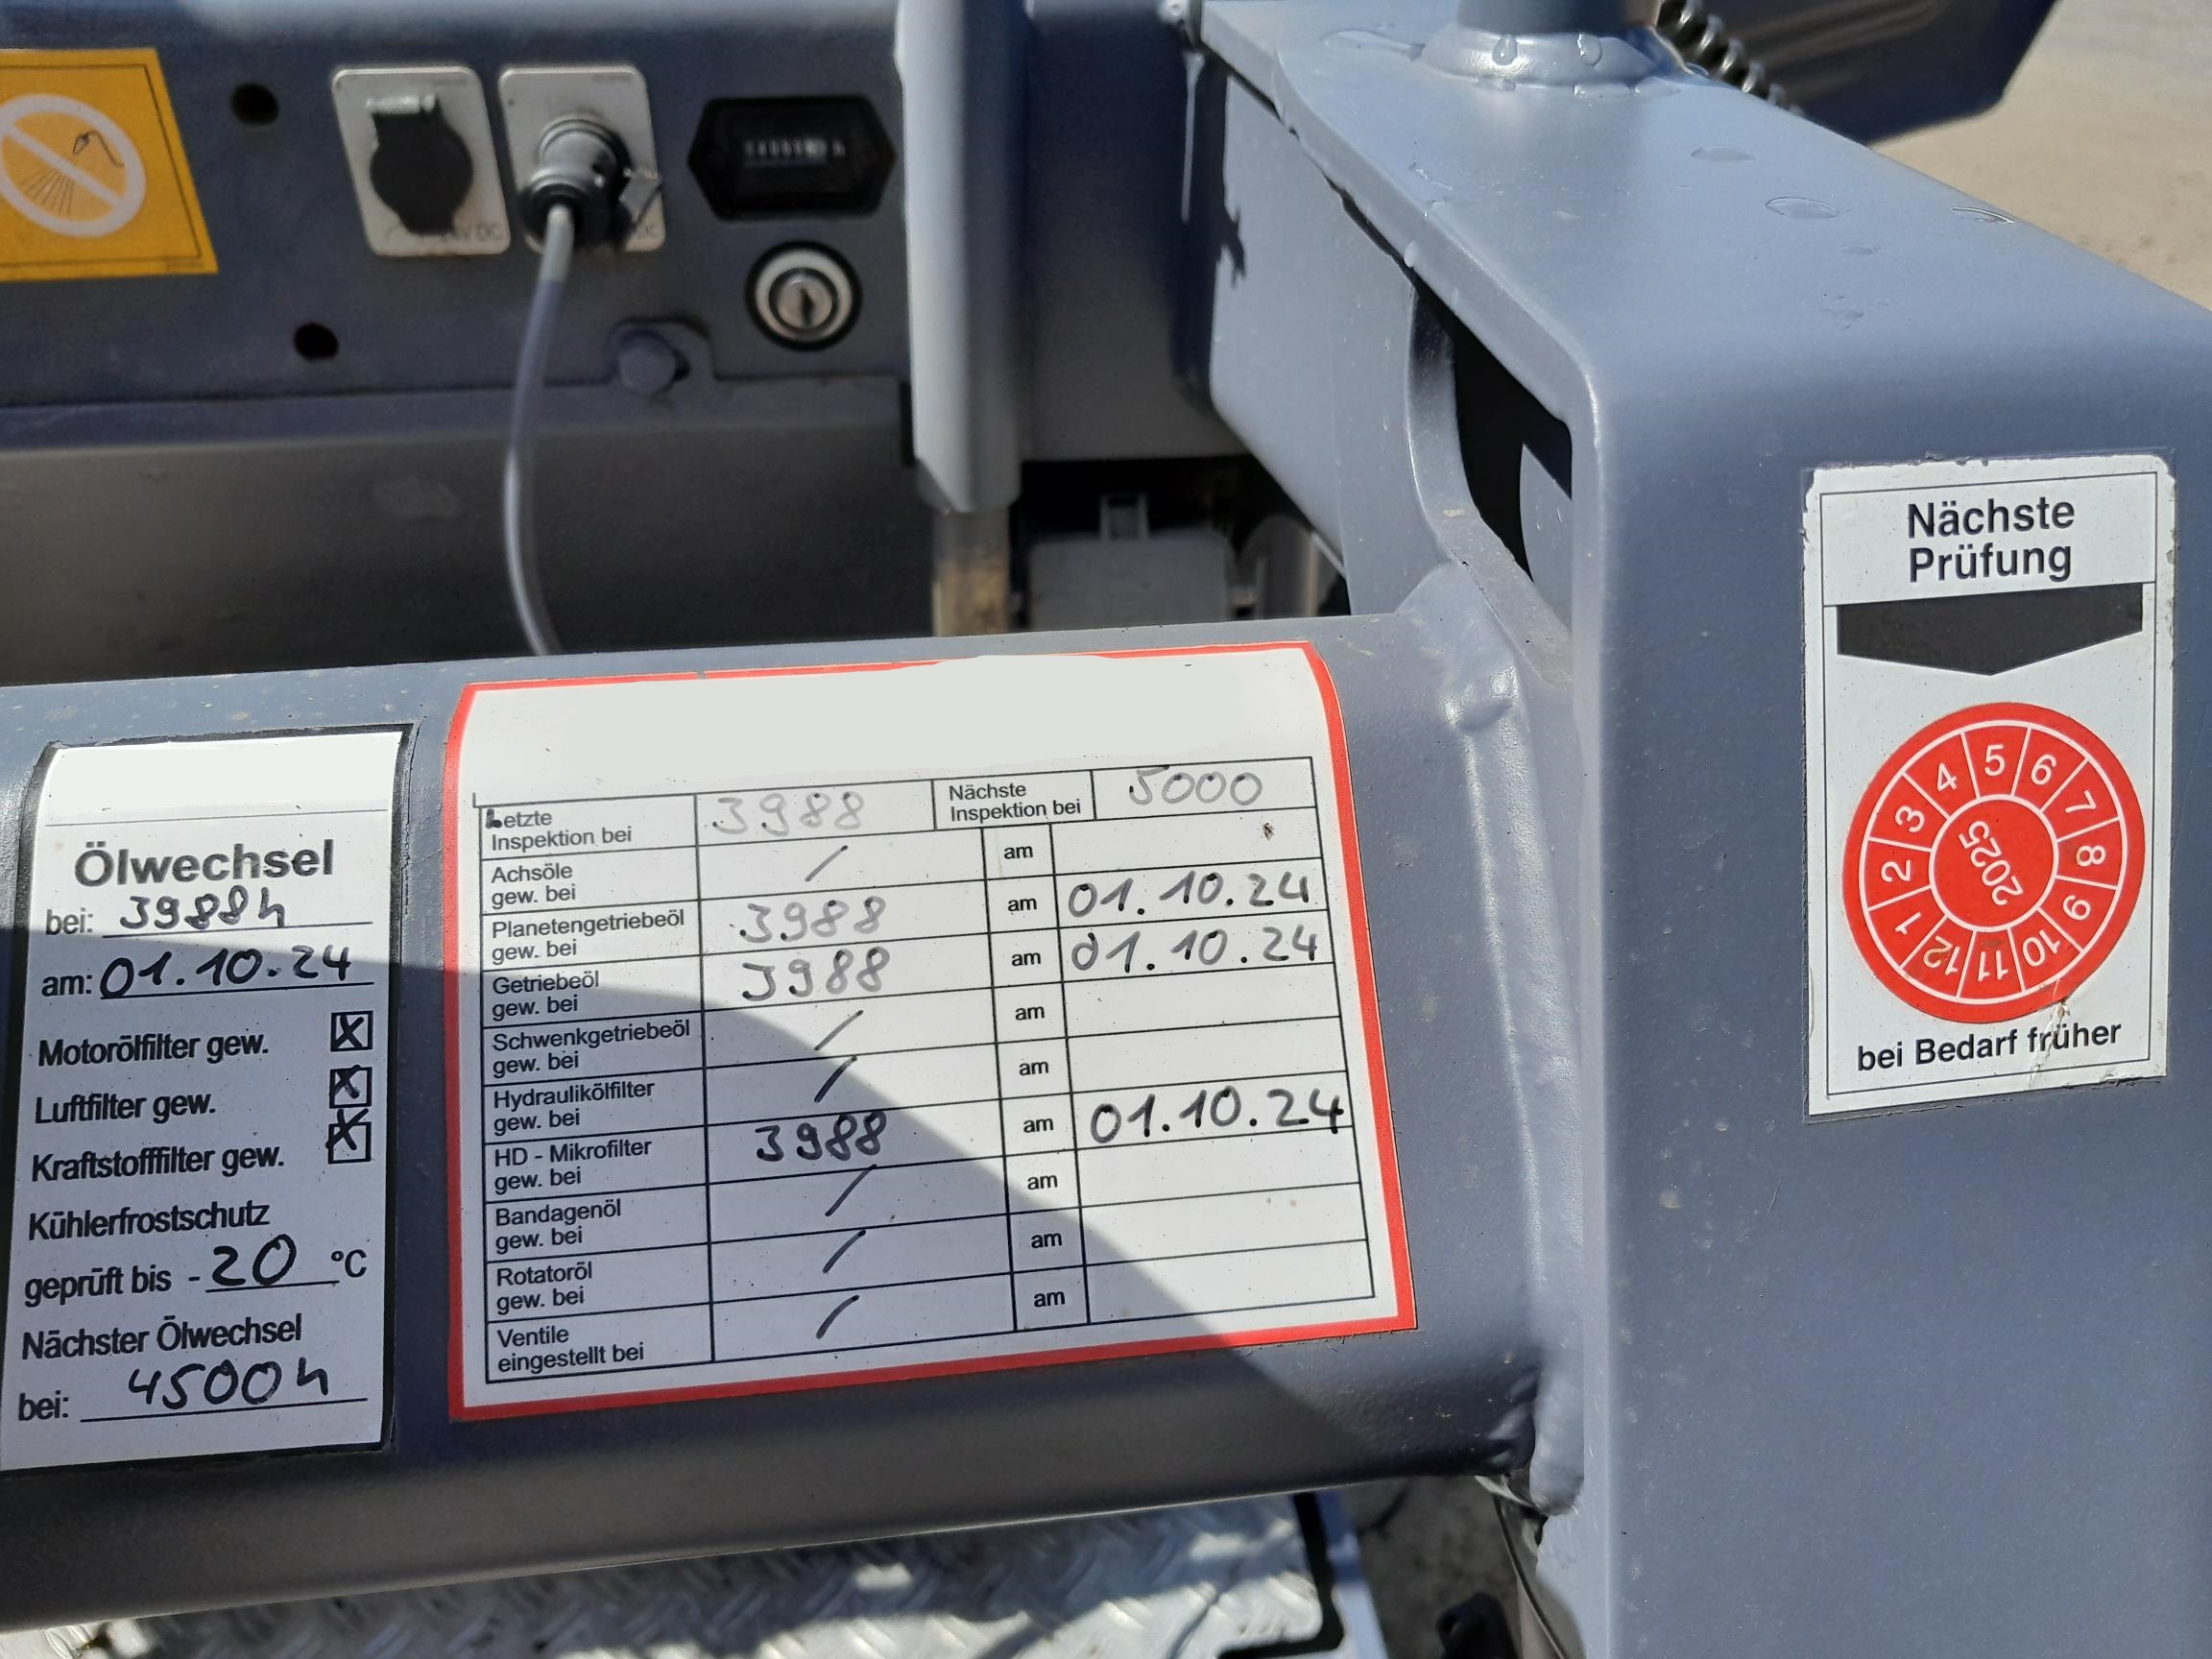 Ölwechsel
bei: 3988h
am: 01.10.24
Motorölfilter gew. X
Luftfilter gew. X
Kraftstofffilter gew. X
Kühlerfrostschutz
geprüft bis -20 °C
Nächster Ölwechsel
bei: 4500h
Letzte Inspektion bei 3988 Nächste Inspektion bei 5000
Achsöle gew. bei / am
Planetengetriebeöl gew. bei 3988 am 01.10.24
Getriebeöl gew. bei 3988 am 01.10.24
Schwenkgetriebeöl gew. bei / am
Hydraulikölfilter gew. bei / am
HD - Mikrofilter gew. bei 3988 am 01.10.24
Bandagenöl gew. bei / am
Rotatoröl gew. bei / am
Ventile eingestellt bei / am
Nächste
Prüfung
1 2 3 4 5 6 7 8 9 10 11 12
2025
bei Bedarf früher